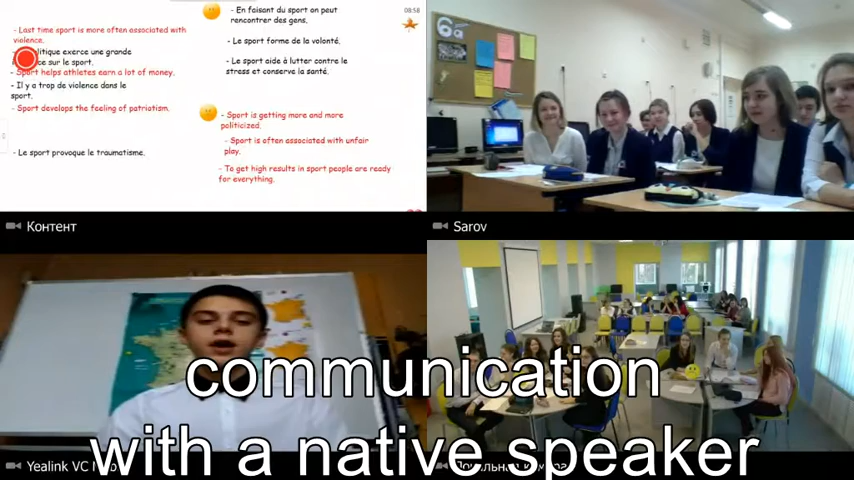 - Last time sport is more often associated with
violence.
sur le sport.
- Sport helps athletes earn a lot of money.
- Il y a trop de violence dans le
sport.
- Sport develops the feeling of patriotism.
- Le sport provoque le traumatisme.
- En faisant du sport on peut
rencontrer des gens.
- Le sport forme de la volonté.
- Le sport aide à lutter contre le
stress et conserve la santé.
- Sport is getting more and more
politicized.
- Sport is often associated with unfair
play.
- To get high results in sport people are ready
for everything.
08:58
Контент
6а
Sarov
communication
with a native speaker
Yealink VC